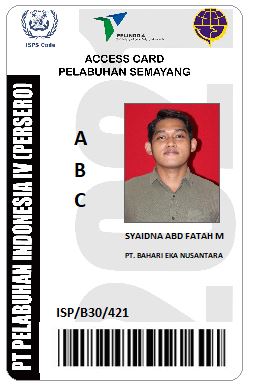 ISPS Code
PELINDO 4
ACCESS CARD
PELABUHAN SEMAYANG
PT PELABUHAN INDONESIA IV (PERSERO)
A
B
C
SYAIDNA ABD FATAH M
PT. BAHARI EKA NUSANTARA
ISP/B30/421